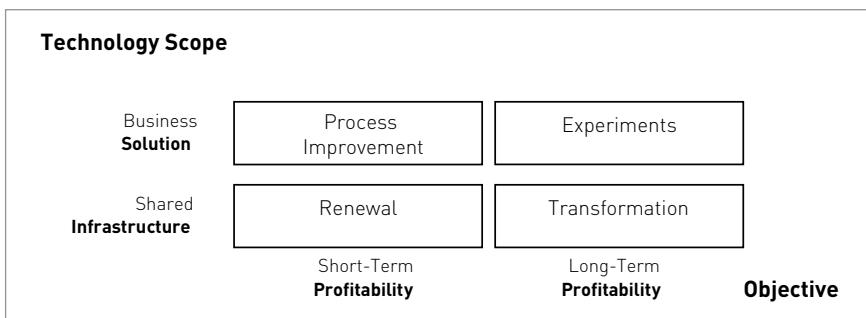 Technology Scope
Business
Solution
Process
Improvement
Experiments
Shared
Infrastructure
Renewal
Transformation
Short-Term
Profitability
Long-Term
Profitability
Objective